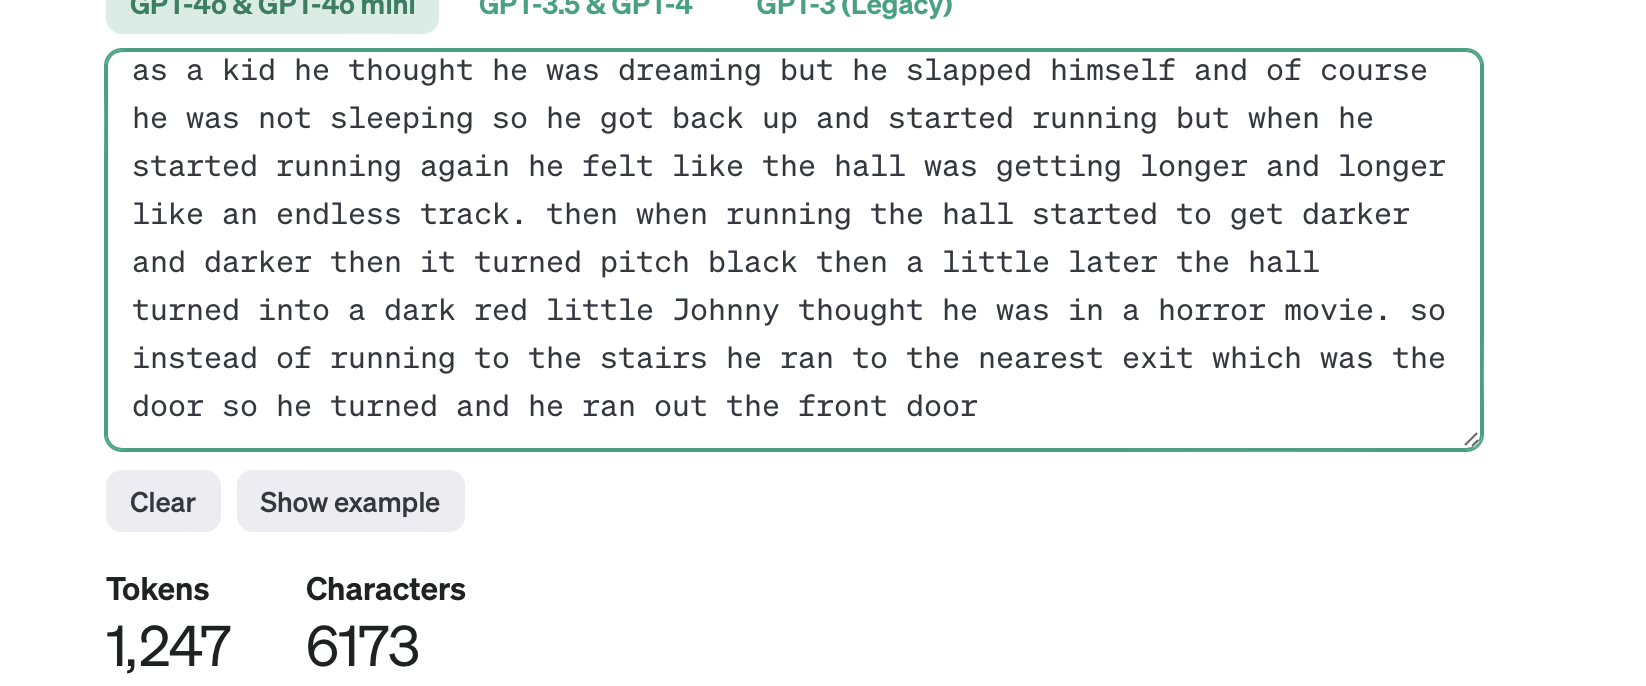 GPT-4o & GPT-4o mini GPT-3.5 & GPT-4 GPT-3 (Legacy)
as a kid he thought he was dreaming but he slapped himself and of course
he was not sleeping so he got back up and started running but when he
started running again he felt like the hall was getting longer and longer
like an endless track. then when running the hall started to get darker
and darker then it turned pitch black then a little later the hall
turned into a dark red little Johnny thought he was in a horror movie. so
instead of running to the stairs he ran to the nearest exit which was the
door so he turned and he ran out the front door
Clear Show example
Tokens Characters
1,247 6173